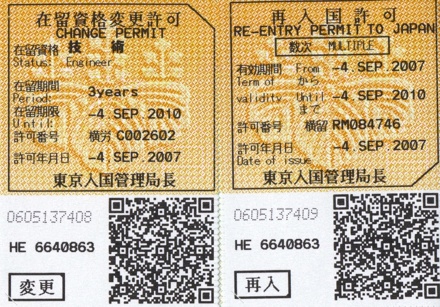 在留資格変更許可
CHANGE PERMIT
在留資格 技 術
Status: Engineer
在留期間
Period: 3years
在留期限 -4. SEP. 2010
Until:
許可番号 横労 C002602
許可年月日 -4. SEP. 2007
東京入国管理局長
0605137408
HE 6640863
変更
再入国許可
RE-ENTRY PERMIT TO JAPAN
数次 MULTIPLE
有効期間 From -4. SEP. 2007
Term of から
validity Until -4. SEP. 2010
まで
許可番号 横留 RM084746
許可年月日 -4. SEP. 2007
Date of issue
東京入国管理局長
0605137409
HE 6640863
再入